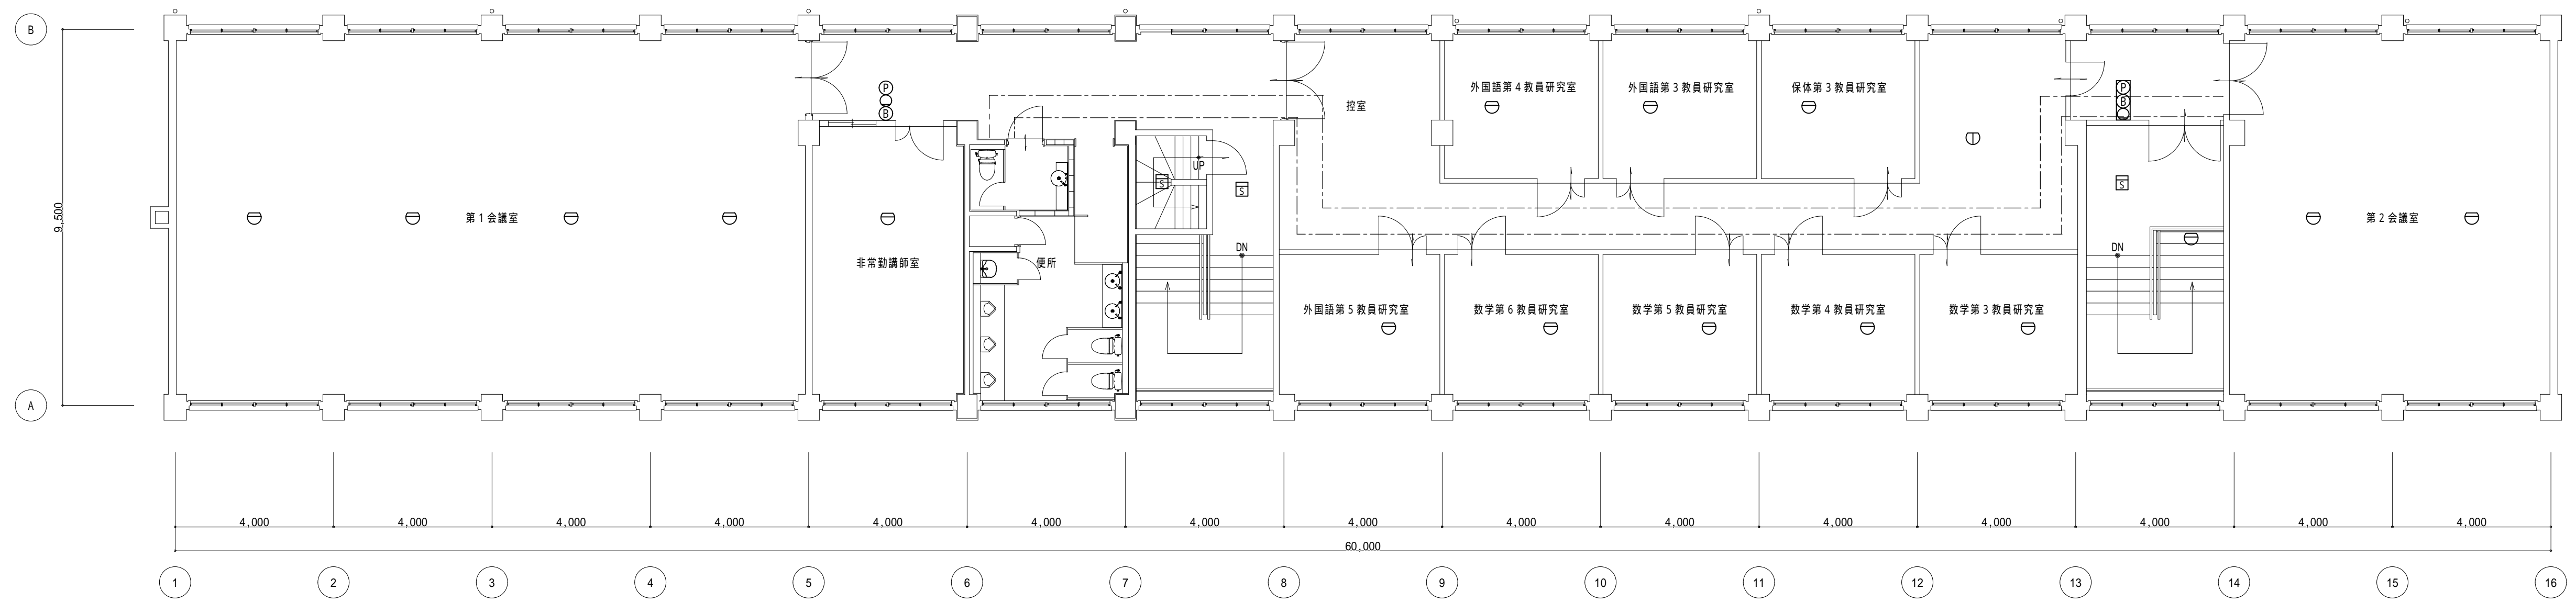 B
P
B
外国語第4教員研究室
外国語第3教員研究室
保体第3教員研究室
P
B
控室
UP
S
S
S
9,500
第1会議室
第2会議室
DN
DN
非常勤講師室
便所
外国語第5教員研究室
数学第6教員研究室
数学第5教員研究室
数学第4教員研究室
数学第3教員研究室
A
4,000 4,000 4,000 4,000 4,000 4,000 4,000 4,000 4,000 4,000 4,000 4,000 4,000 4,000 4,000
60,000
1 2 3 4 5 6 7 8 9 10 11 12 13 14 15 16